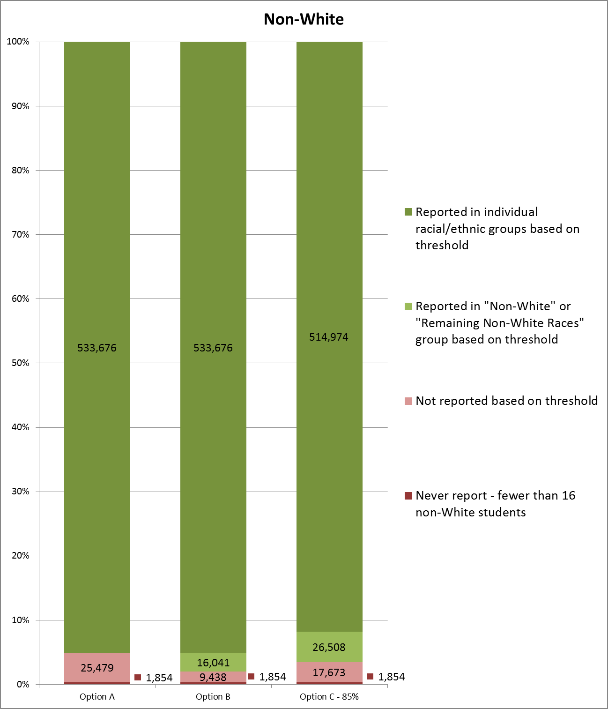 Non-White
100%
90%
80%
70%
60%
50%
40%
30%
20%
10%
0%
533,676
533,676
514,974
25,479
16,041
9,438
26,508
17,673
1,854
1,854
1,854
Option A
Option B
Option C - 85%
Reported in individual
racial/ethnic groups based on
threshold
Reported in "Non-White" or
"Remaining Non-White Races"
group based on threshold
Not reported based on threshold
Never report - fewer than 16
non-White students